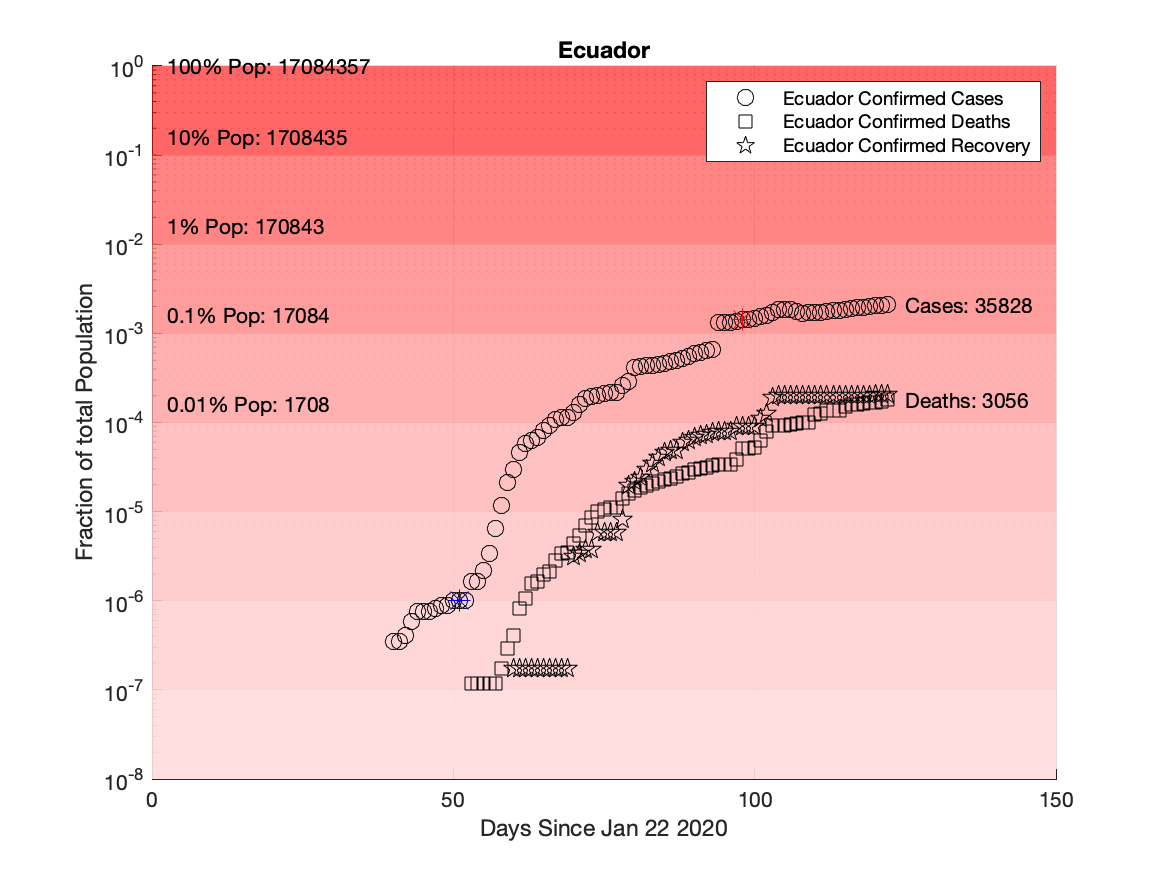 Ecuador
10^0
100% Pop: 17084357
Ecuador Confirmed Cases
Ecuador Confirmed Deaths
Ecuador Confirmed Recovery
10% Pop: 1708435
10^-1
1% Pop: 170843
10^-2
0.1% Pop: 17084
Cases: 35828
10^-3
0.01% Pop: 1708
Deaths: 3056
10^-4
10^-5
10^-6
10^-7
10^-8
Fraction of total Population
0 50 100 150
Days Since Jan 22 2020